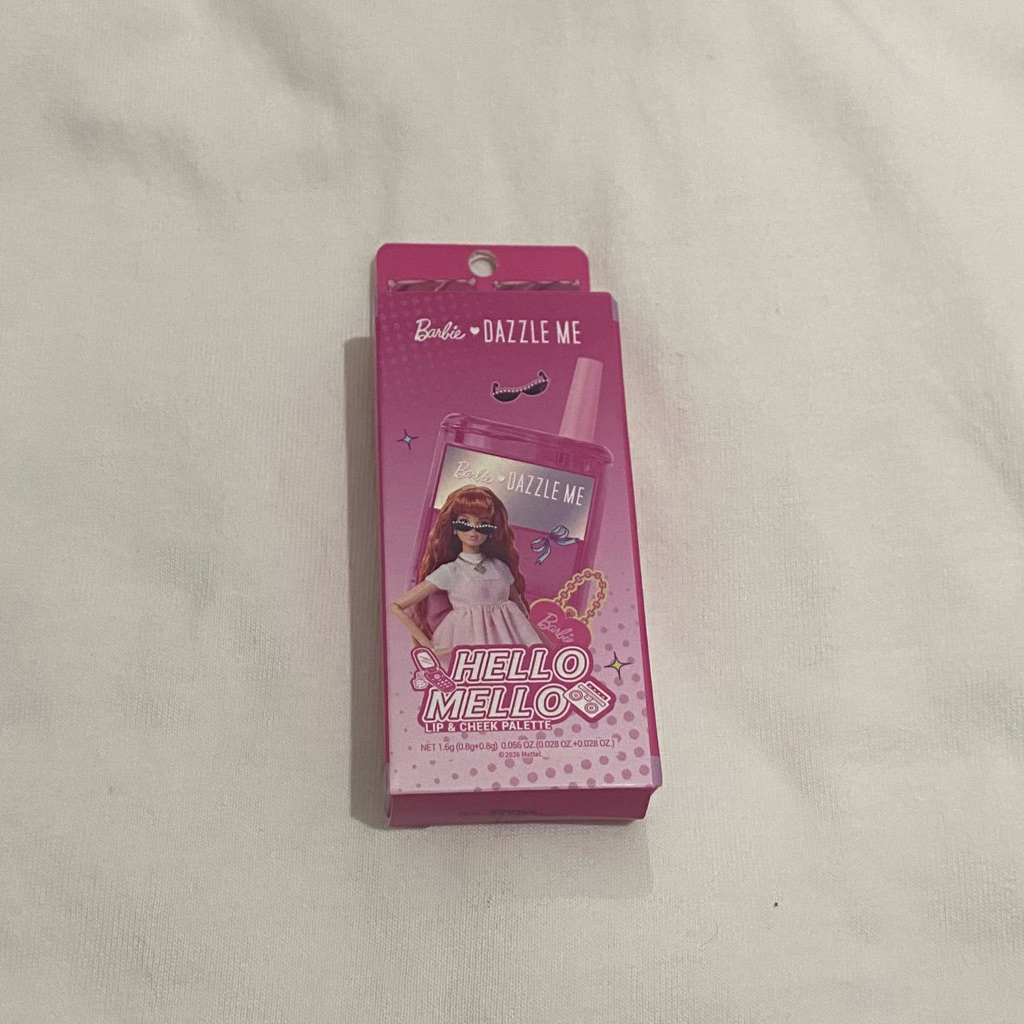 Barbie DAZZLE ME
Barbie DAZZLE ME
Barbie
HELLO
MELLO
LIP & CHEEK PALETTE
NET 1.6g (0.8g+0.8g) 0.056 OZ.(0.028 OZ.+0.028 OZ.)
©2026 Mattel.